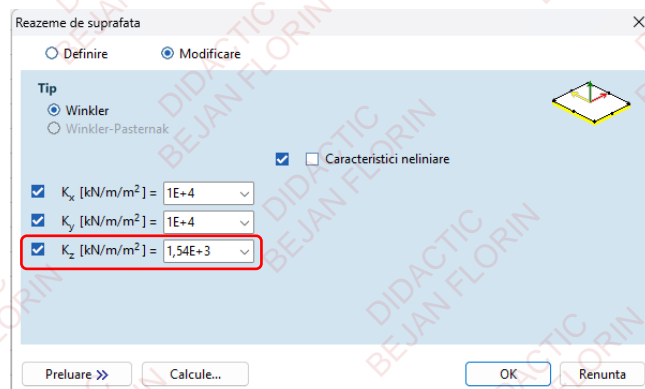 Reazeme de suprafata
Definire Modificare
Tip
Winkler
Winkler-Pasternak
Caracteristici neliniare
Kx [kN/m/m²] = 1E+4
Ky [kN/m/m²] = 1E+4
Kz [kN/m/m²] = 1,54E+3
Preluare >> Calcule... OK Renunta
DIDACTIC
BEJAN FLORIN